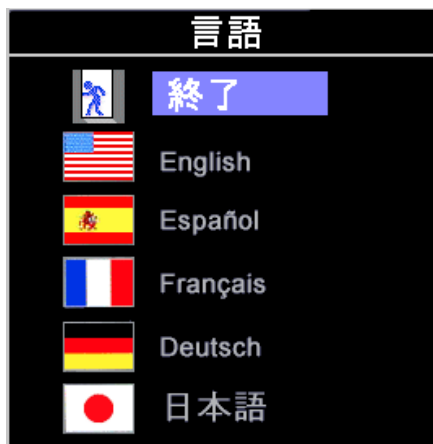 言語
終了
English
Español
Français
Deutsch
日本語